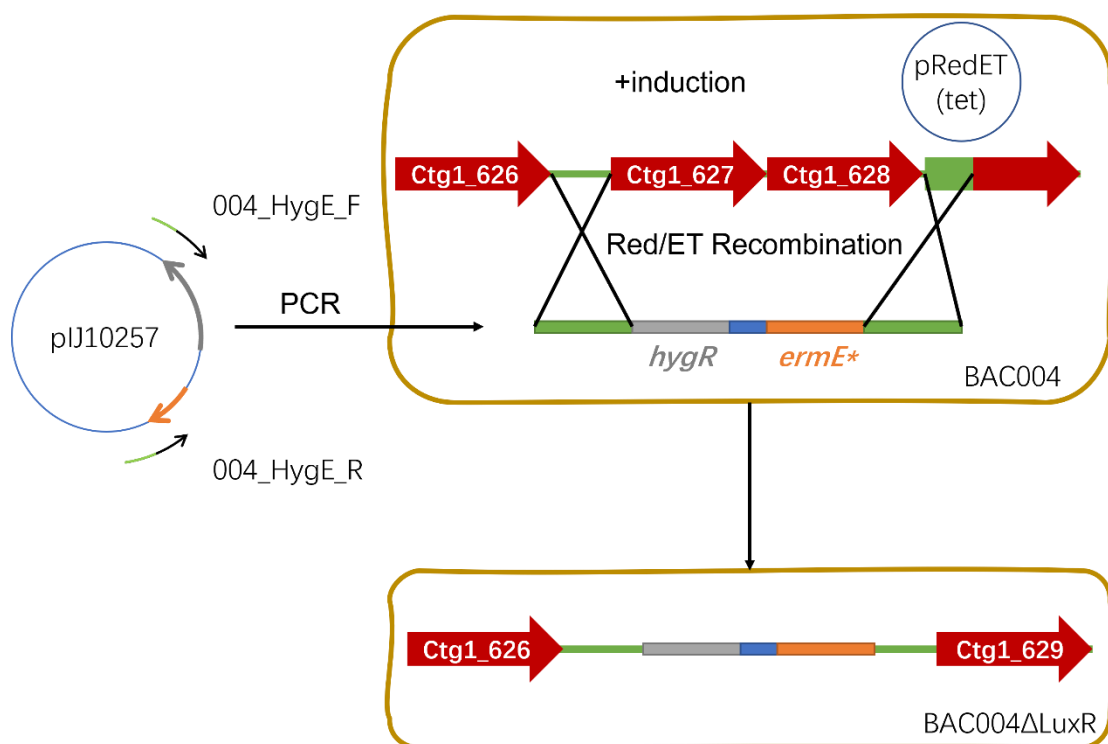 +induction
pRedET
(tet)
Ctg1_626
Ctg1_627
Ctg1_628
004_HygE_F
Red/ET Recombination
PCR
pIJ10257
hygR
ermE*
BAC004
004_HygE_R
Ctg1_626
Ctg1_629
BAC004ΔLuxR